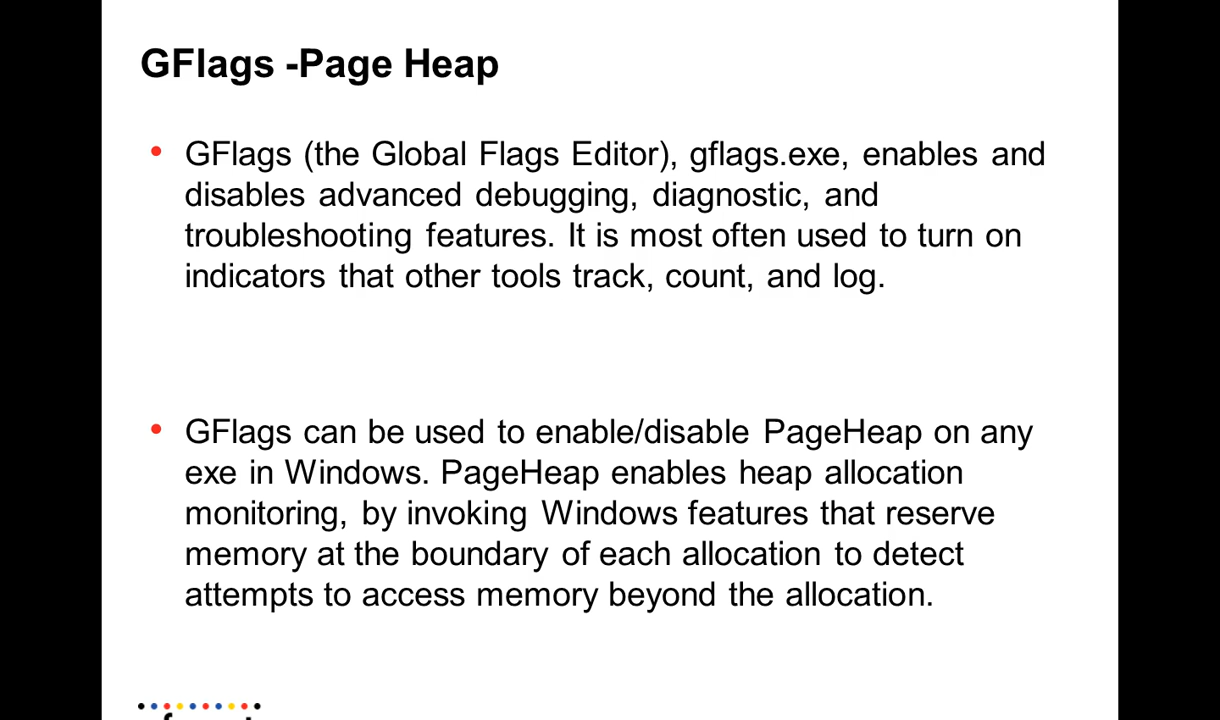 GFlags -Page Heap
• GFlags (the Global Flags Editor), gflags.exe, enables and
disables advanced debugging, diagnostic, and
troubleshooting features. It is most often used to turn on
indicators that other tools track, count, and log.
• GFlags can be used to enable/disable PageHeap on any
exe in Windows. PageHeap enables heap allocation
monitoring, by invoking Windows features that reserve
memory at the boundary of each allocation to detect
attempts to access memory beyond the allocation.